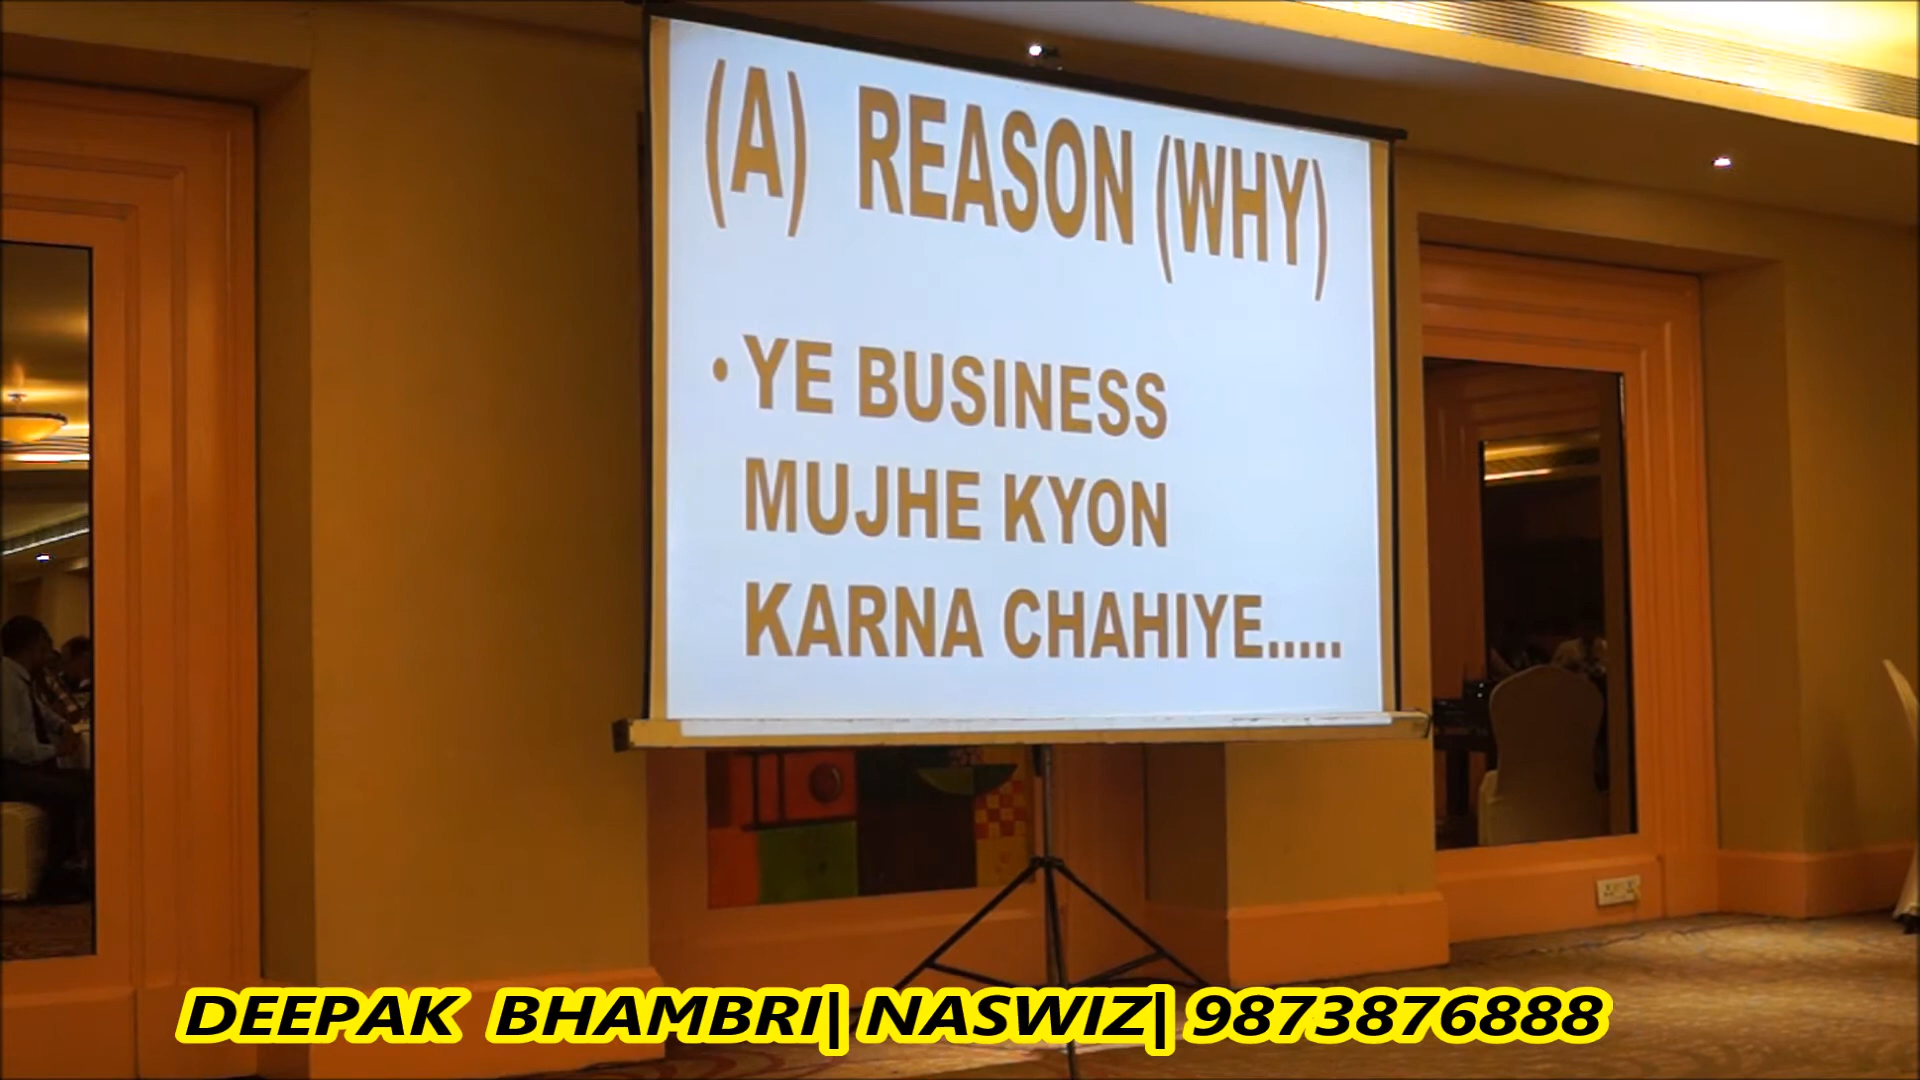 (A) REASON (WHY)
• YE BUSINESS
MUJHE KYON
KARNA CHAHIYE.....
DEEPAK BHAMBRI| NASWIZ| 9873876888